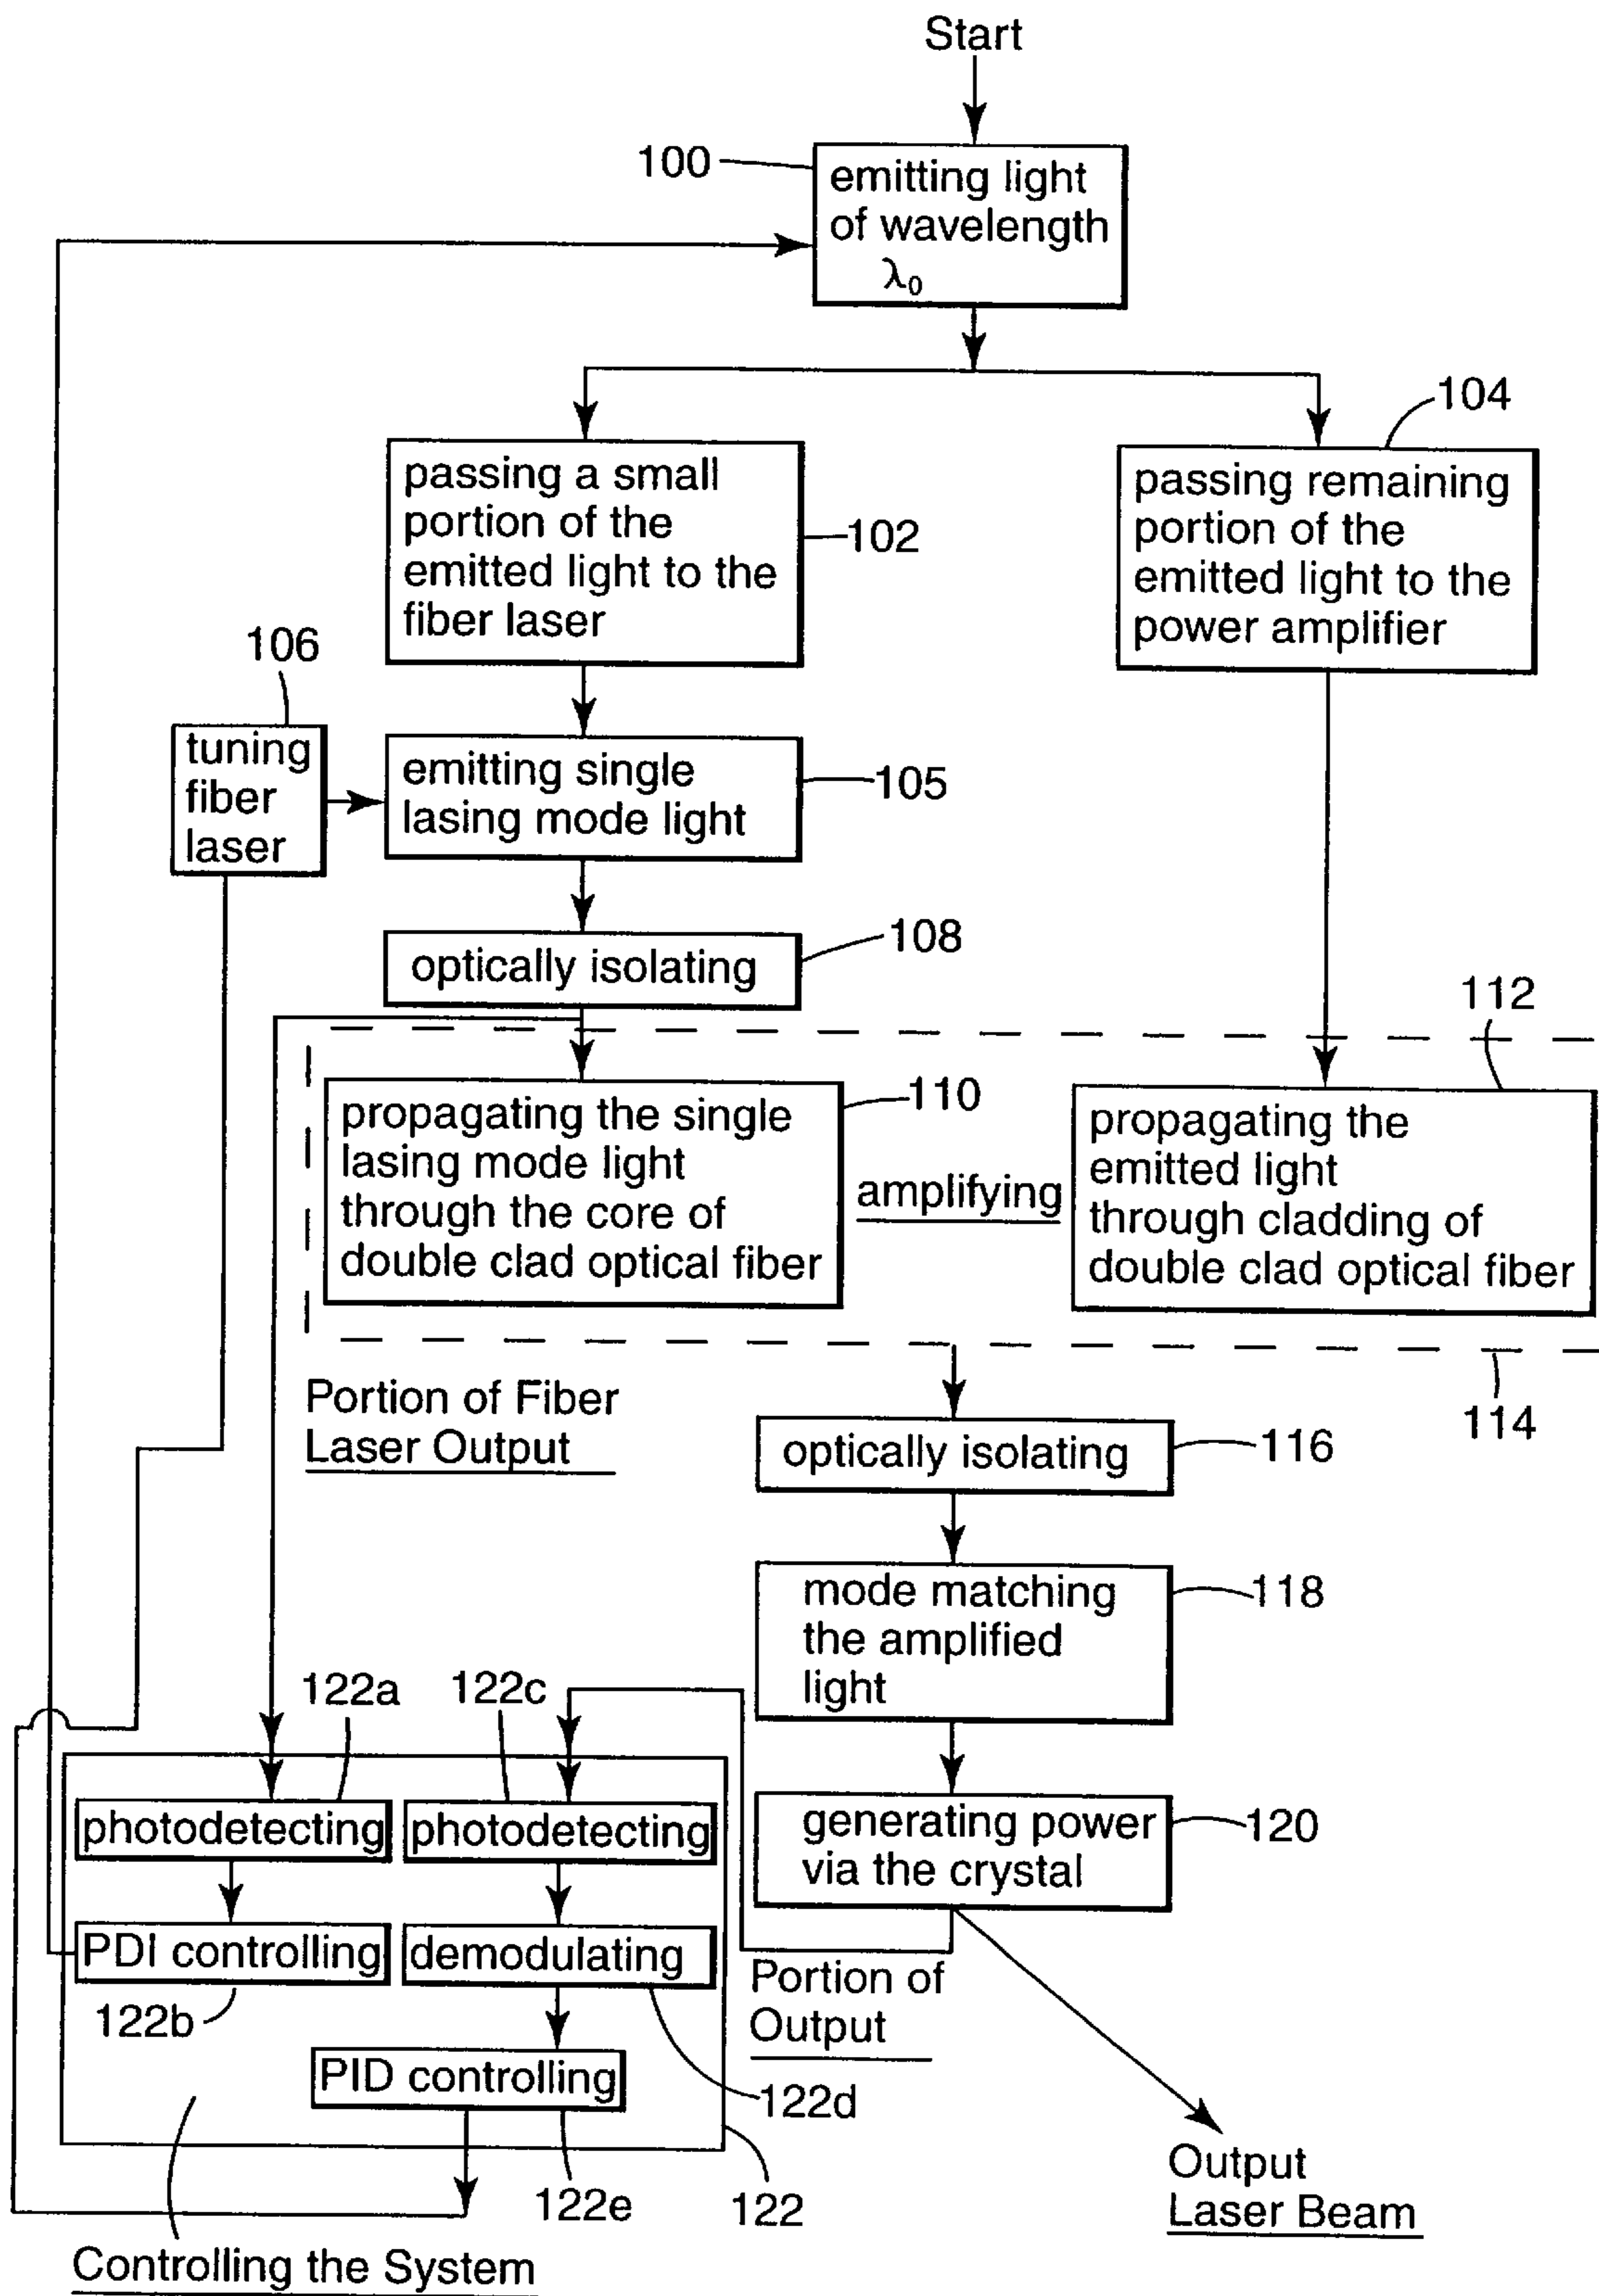 Start
100
emitting light
of wavelength
λ₀
104
passing a small
portion of the
emitted light to the
fiber laser
102
passing remaining
portion of the
emitted light to the
power amplifier
106
tuning
fiber
laser
emitting single
lasing mode light
105
optically isolating
108
112
110
propagating the single
lasing mode light
through the core of
double clad optical fiber
amplifying
propagating the
emitted light
through cladding of
double clad optical fiber
114
Portion of Fiber
Laser Output
optically isolating
116
mode matching
the amplified
light
118
122a
122c
photodetecting
photodetecting
generating power
via the crystal
120
PDI controlling
demodulating
122b
Portion of
Output
PID controlling
122d
122e
122
Output
Laser Beam
Controlling the System